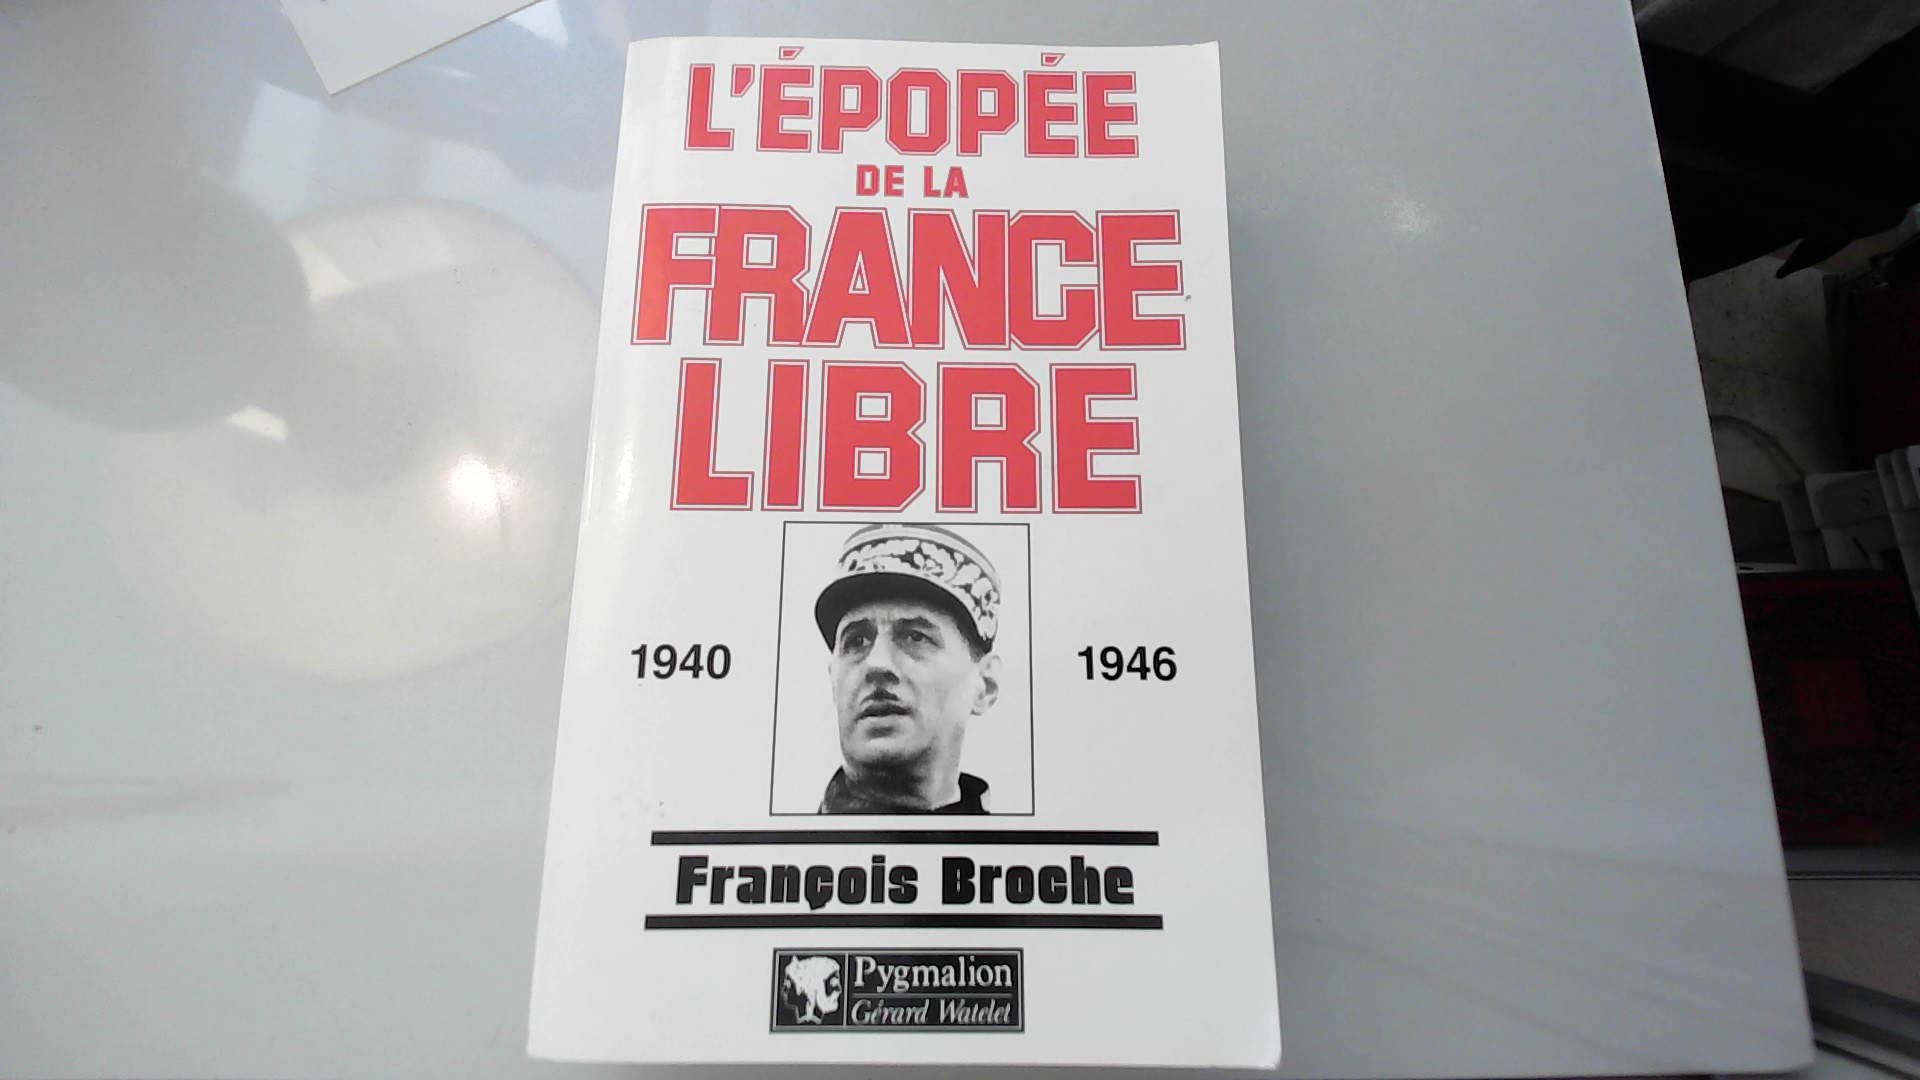 L'ÉPOPÉE
DE LA
FRANCE
LIBRE
1940
1946
François Broche
Pygmalion
Gérard Watelet